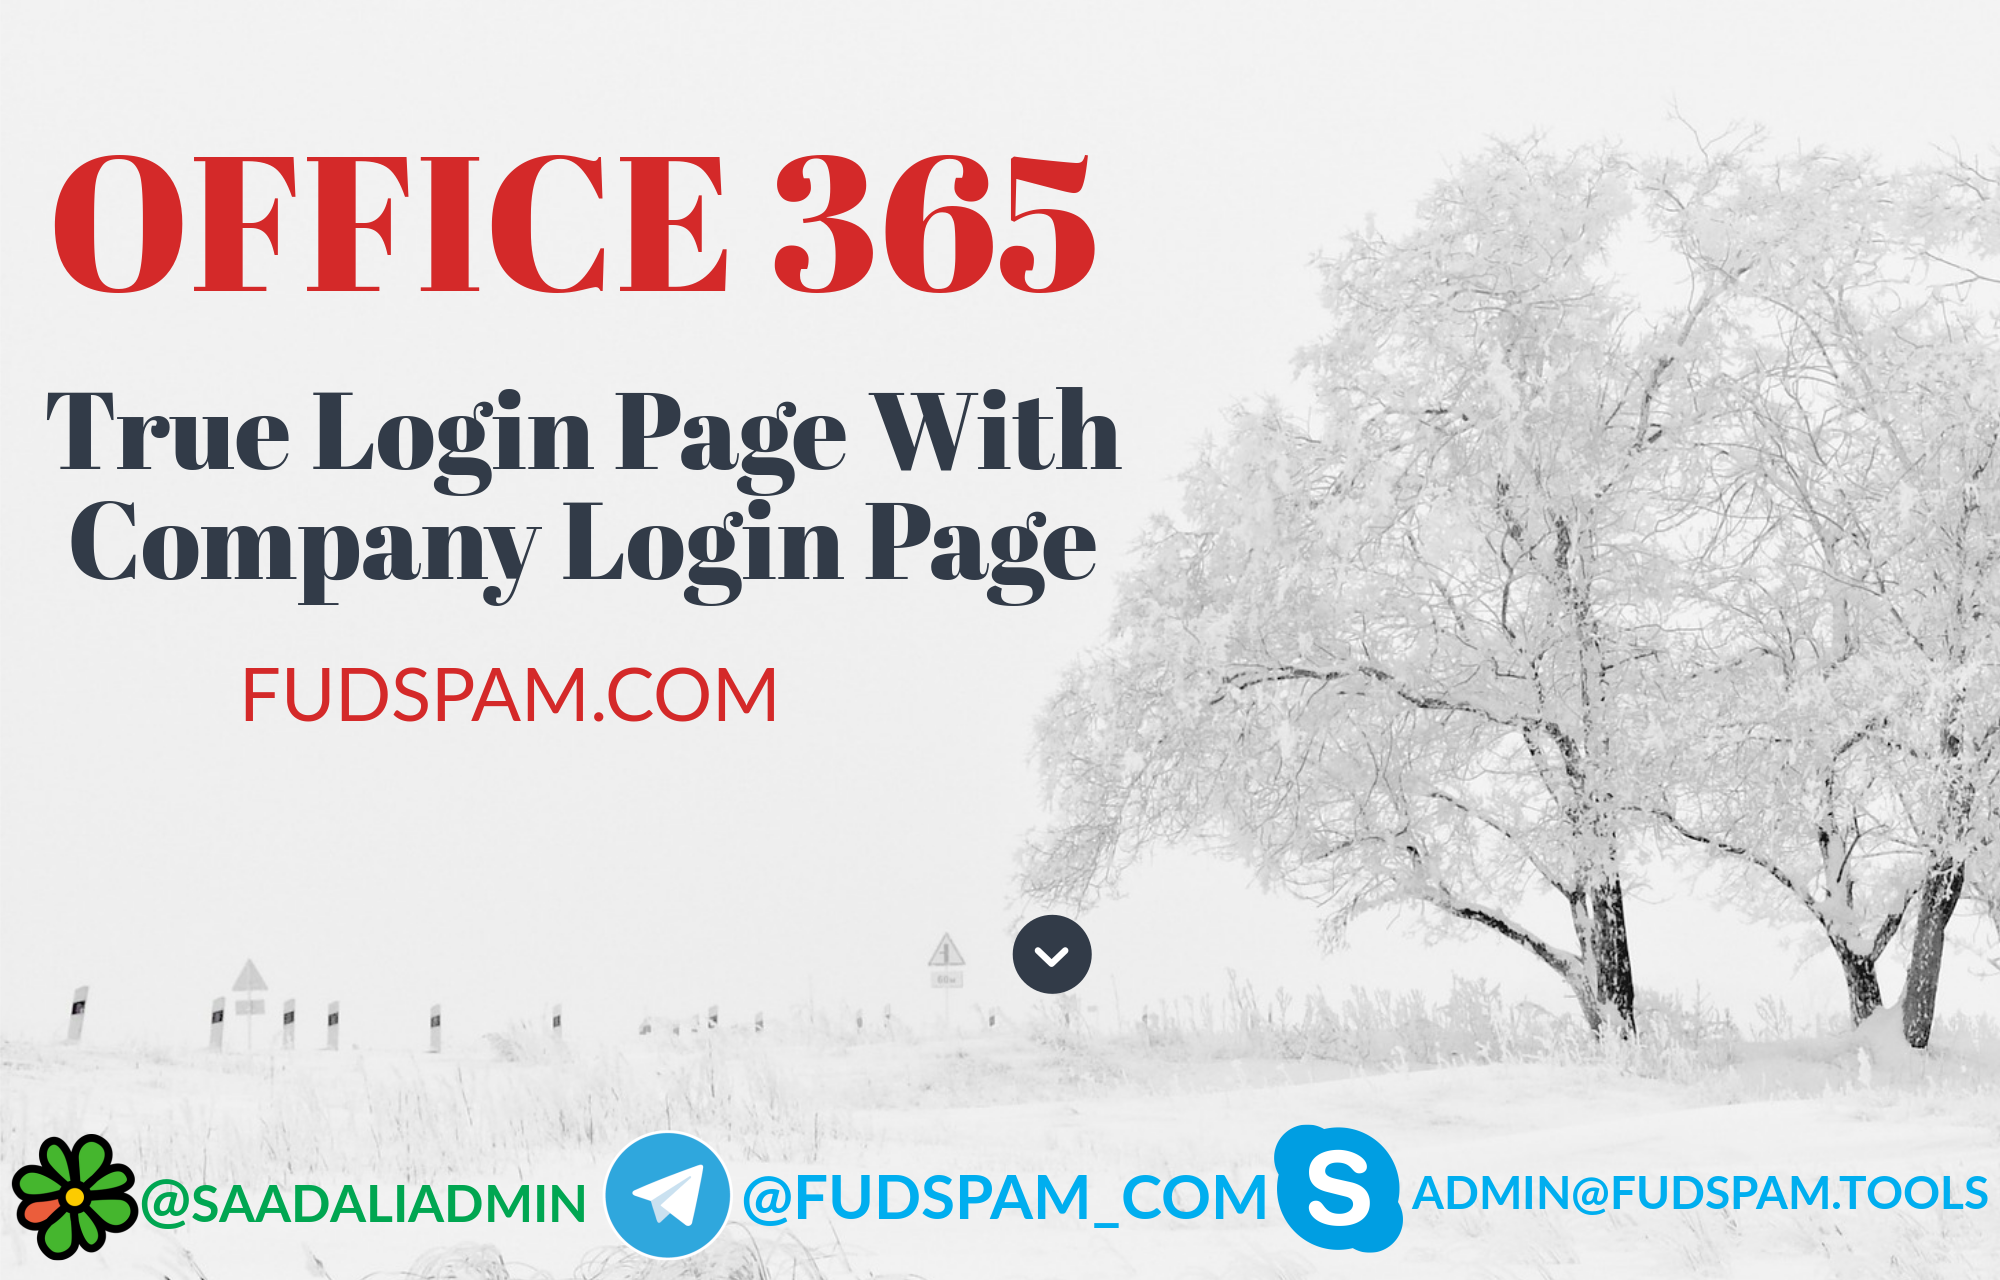 OFFICE 365
True Login Page With
Company Login Page
FUDSPAM.COM
@SAADALIADMIN @FUDSPAM_COM ADMIN@FUDSPAM.TOOLS